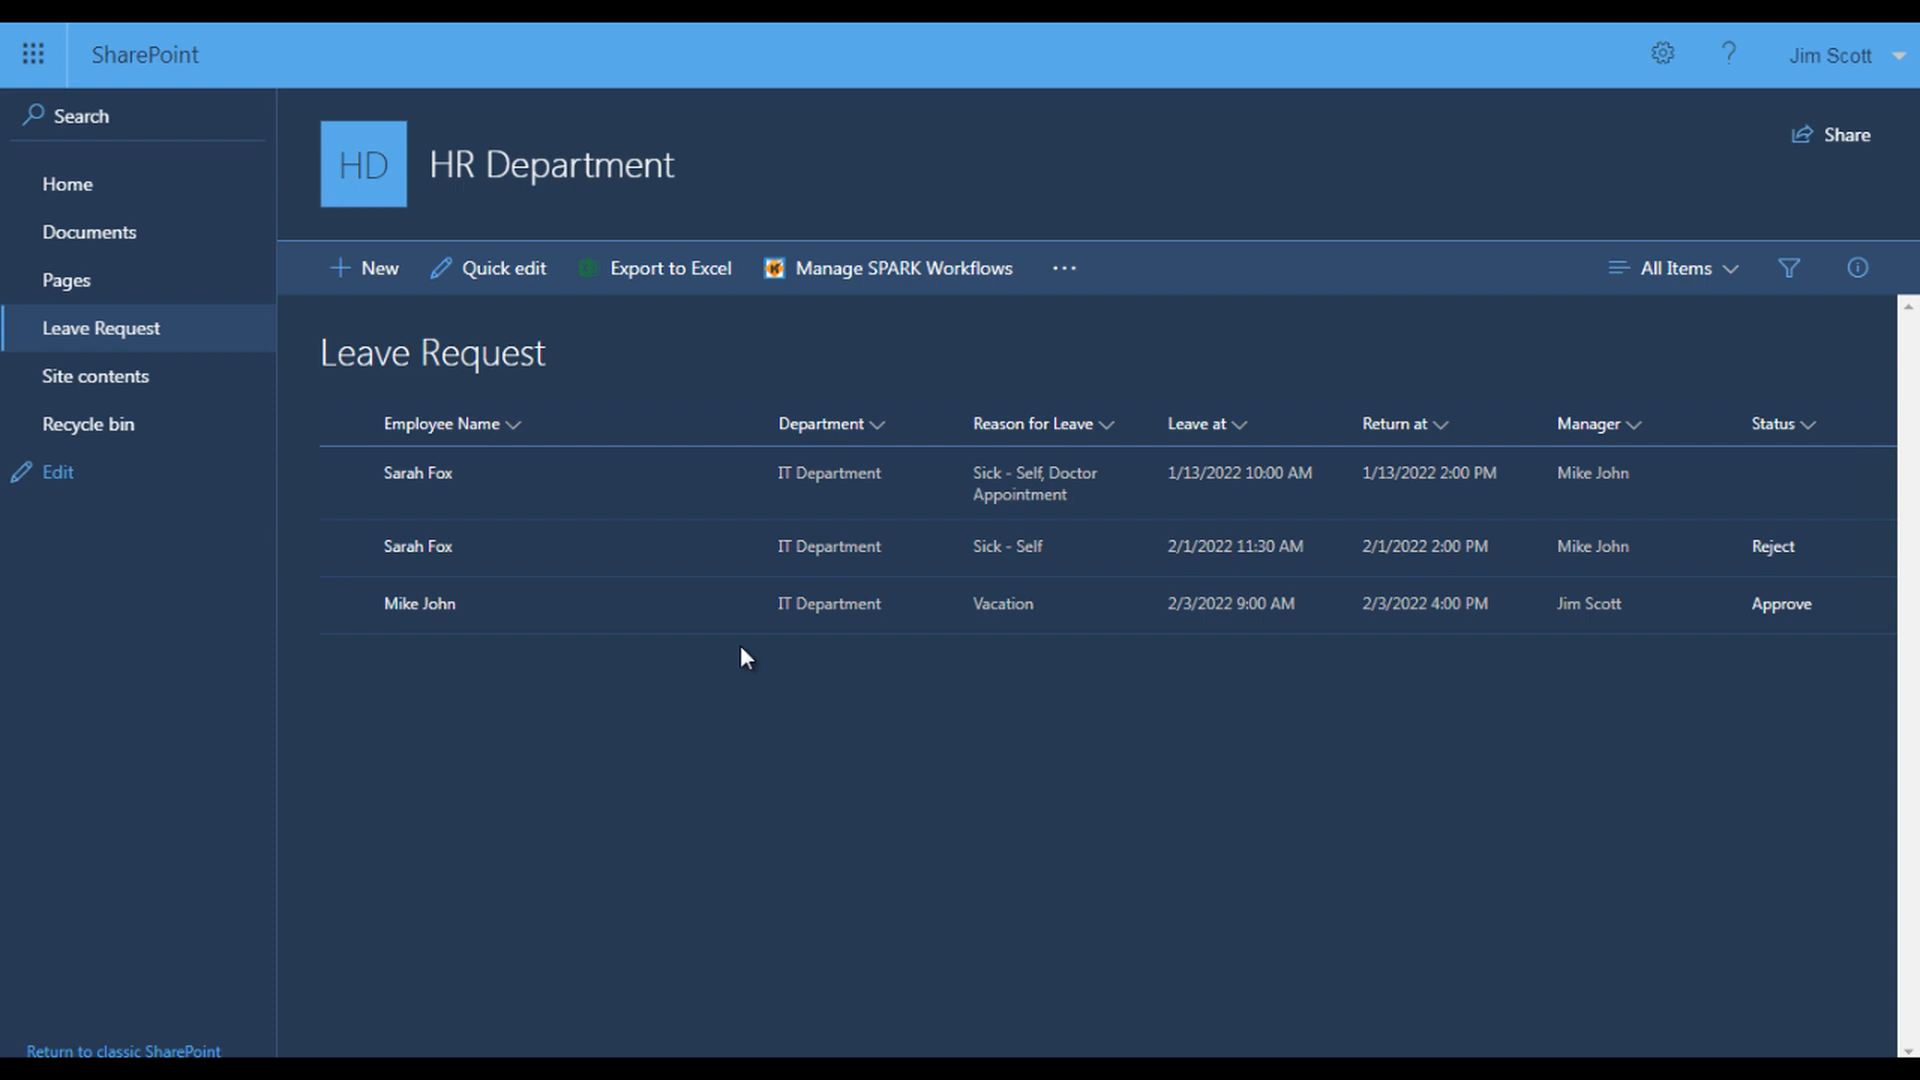 SharePoint
?
Jim Scott
Search
Home
Documents
Pages
Leave Request
Site contents
Recycle bin
Edit
Return to classic SharePoint
HD
HR Department
Share
New
Quick edit
Export to Excel
Manage SPARK Workflows
...
All Items
Leave Request
Employee Name Department Reason for Leave Leave at Return at Manager Status
Sarah Fox IT Department Sick - Self, Doctor 1/13/2022 10:00 AM 1/13/2022 2:00 PM Mike John
Appointment
Sarah Fox IT Department Sick - Self 2/1/2022 11:30 AM 2/1/2022 2:00 PM Mike John Reject
Mike John IT Department Vacation 2/3/2022 9:00 AM 2/3/2022 4:00 PM Jim Scott Approve